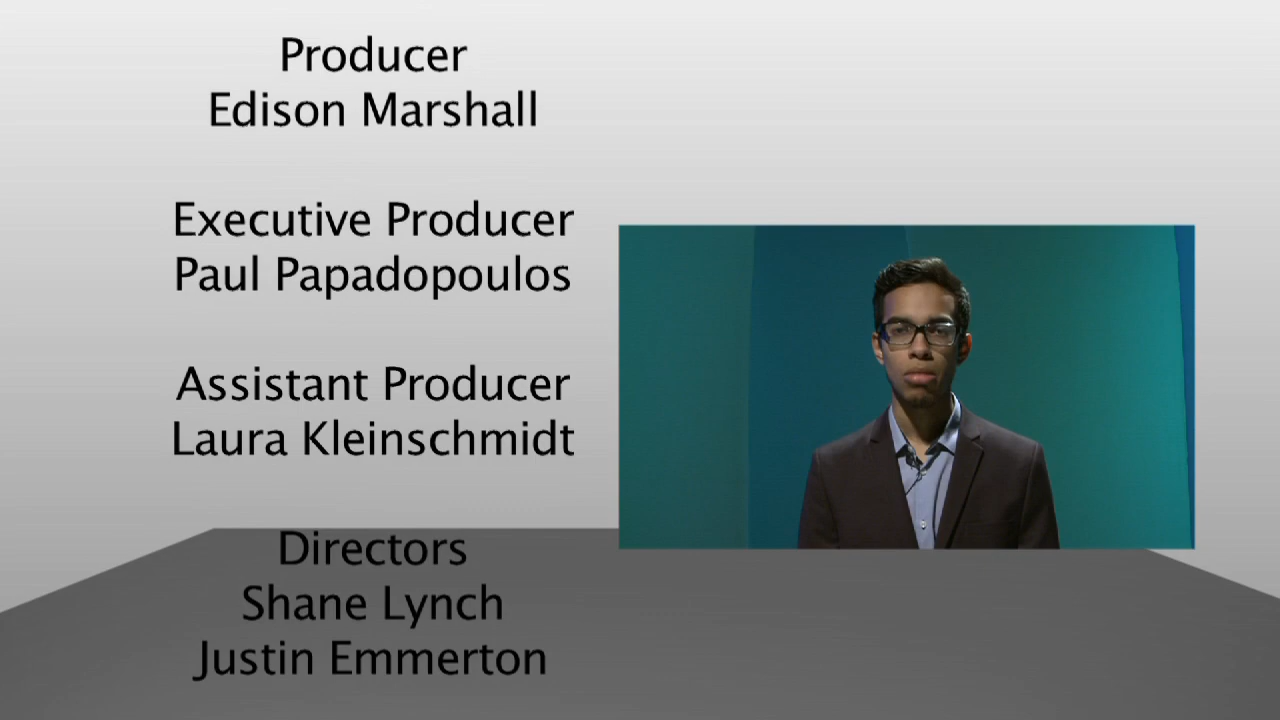 Producer
Edison Marshall
Executive Producer
Paul Papadopoulos
Assistant Producer
Laura Kleinschmidt
Directors
Shane Lynch
Justin Emmerton